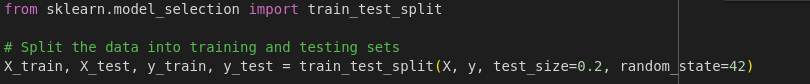 from sklearn.model_selection import train_test_split
# Split the data into training and testing sets
X_train, X_test, y_train, y_test = train_test_split(X, y, test_size=0.2, random_state=42)